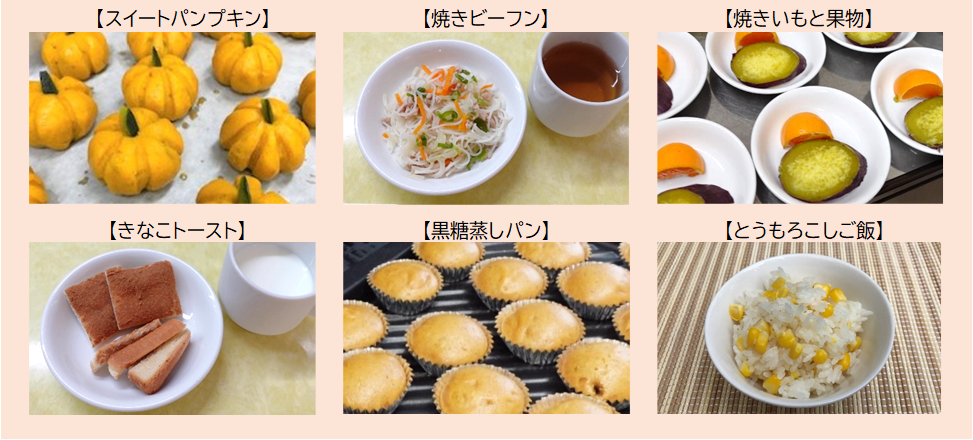 【スイートパンプキン】
【焼きビーフン】
【焼きいもと果物】
【きなこトースト】
【黒糖蒸しパン】
【とうもろこしご飯】